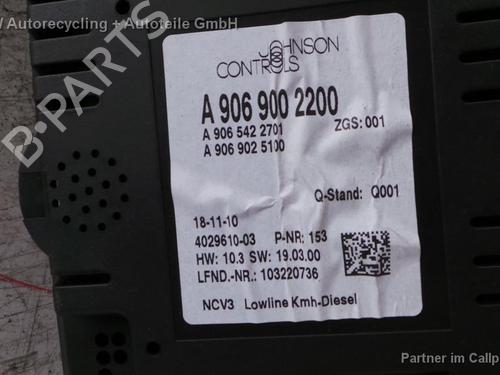 W Autorecycling + Autoteile GmbH
JOHNSON
CONTROLS
A 906 900 2200
A 906 542 2701 ZGS: 001
A 906 902 5100
Q-Stand: Q001
18-11-10
4029610-03 P-NR: 153
HW: 10.3 SW: 19.03.00
LFND.-NR.: 103220736
NCV3 Lowline Kmh-Diesel
Partner im Callp